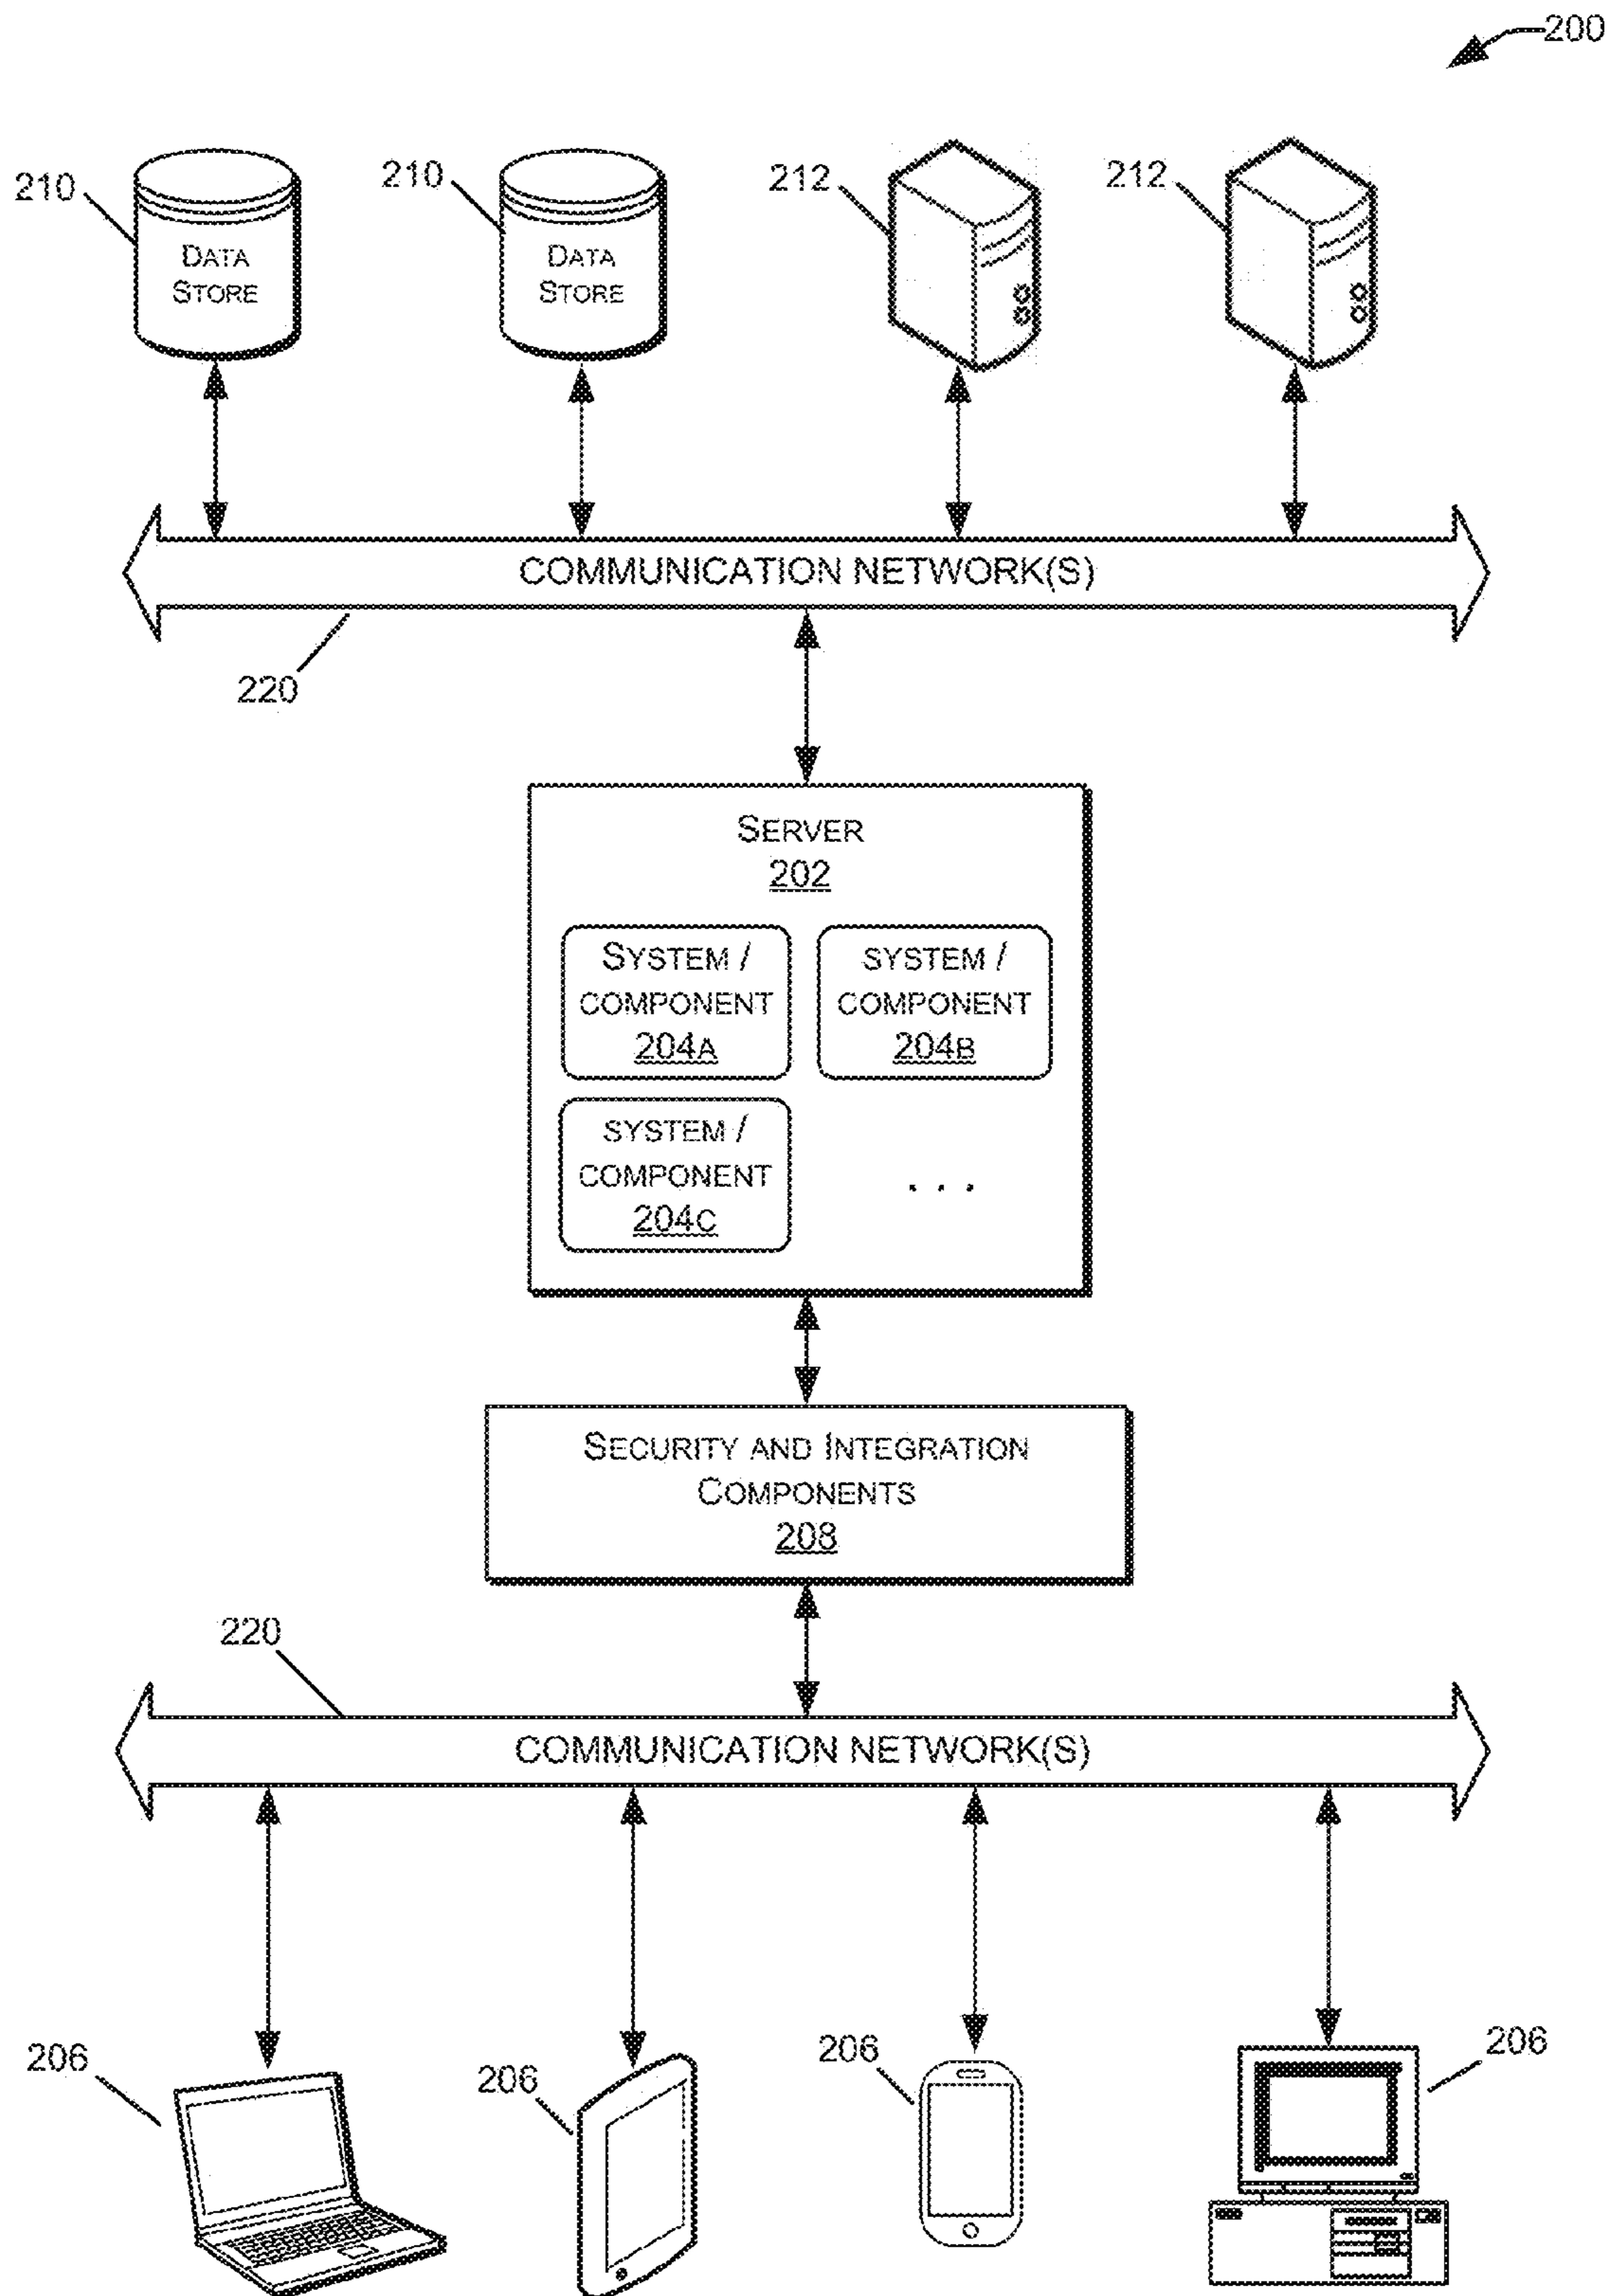 200
210
210
212
212
DATA
STORE
DATA
STORE
COMMUNICATION NETWORK(S)
220
SERVER
202
SYSTEM /
COMPONENT
204A
SYSTEM /
COMPONENT
204B
SYSTEM /
COMPONENT
204C
. . .
SECURITY AND INTEGRATION
COMPONENTS
208
220
COMMUNICATION NETWORK(S)
206
206
206
206